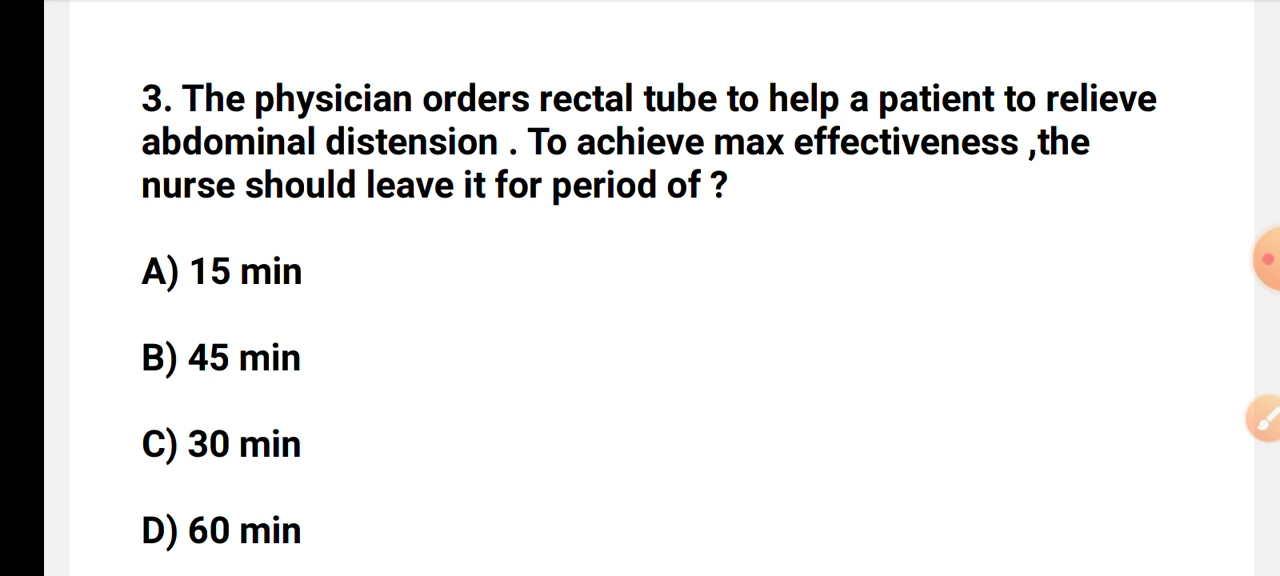 3. The physician orders rectal tube to help a patient to relieve
abdominal distension . To achieve max effectiveness ,the
nurse should leave it for period of ?
A) 15 min
B) 45 min
C) 30 min
D) 60 min